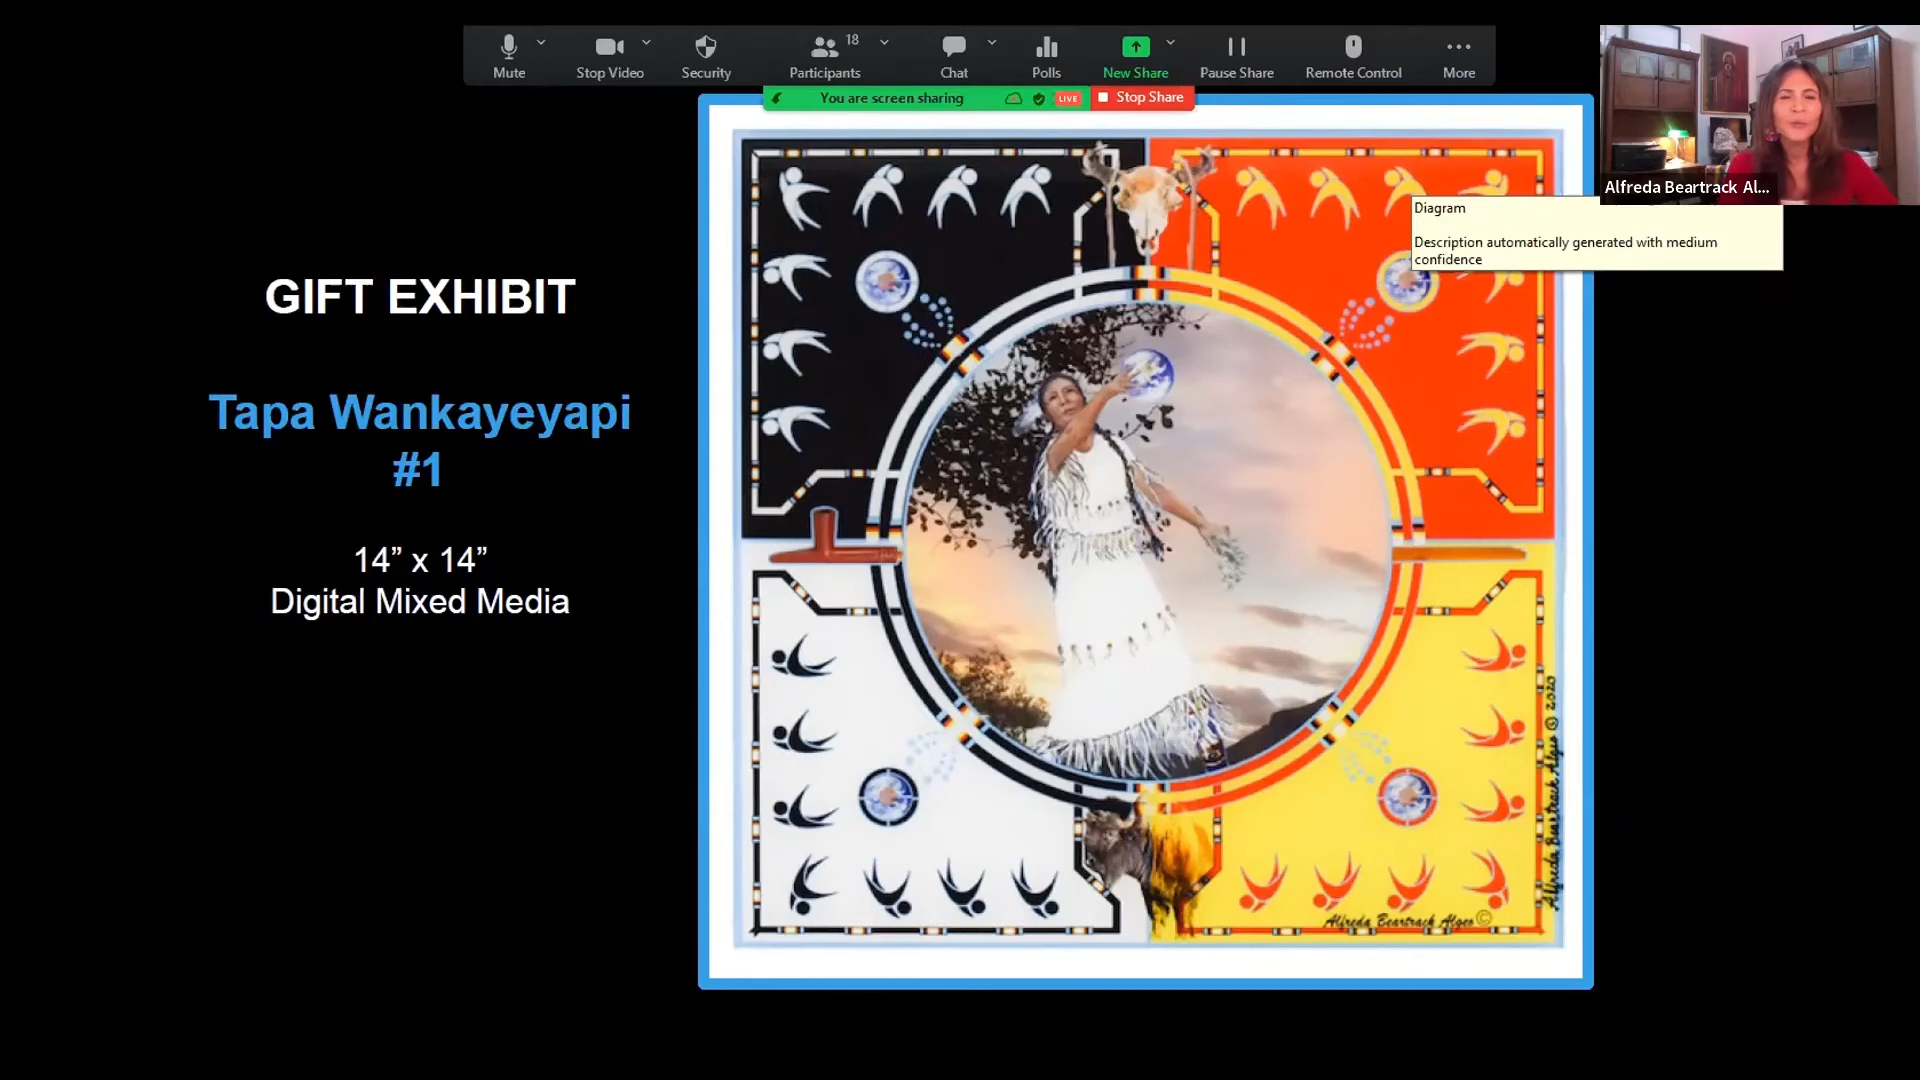 Mute
Stop Video
Security
18
Participants
Chat
Polls
New Share
Pause Share
Remote Control
More
You are screen sharing
LIVE
Stop Share
Alfreda Beartrack Al...
Diagram
Description automatically generated with medium
confidence
GIFT EXHIBIT
Tapa Wankayeyapi
#1
14” x 14”
Digital Mixed Media
Alfreda Beartrack Algeo © 2020
Alfreda Beartrack Algeo ©